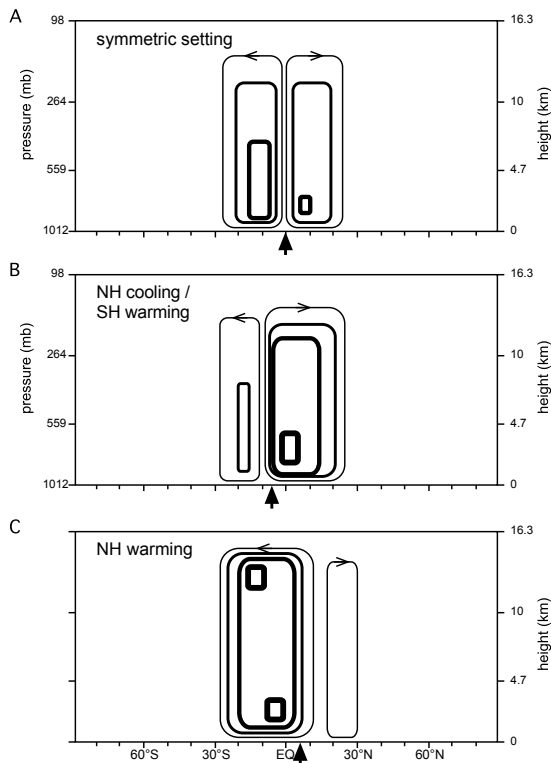 A
98
264
559
1012
pressure (mb)
symmetric setting
16.3
10
4.7
0
height (km)
B
98
264
559
1012
pressure (mb)
NH cooling /
SH warming
16.3
10
4.7
0
height (km)
C
NH warming
16.3
10
4.7
0
height (km)
60°S 30°S EQ 30°N 60°N